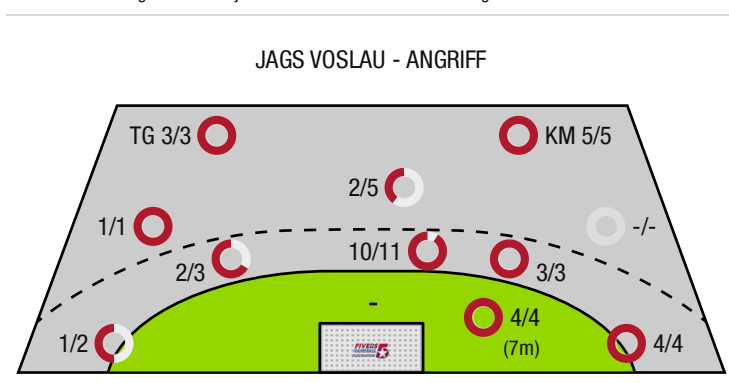 JAGS VOSLAU - ANGRIFF
TG 3/3
KM 5/5
2/5
1/1
-/-
10/11
2/3
3/3
-
4/4
(7m)
1/2
4/4
FIVERS